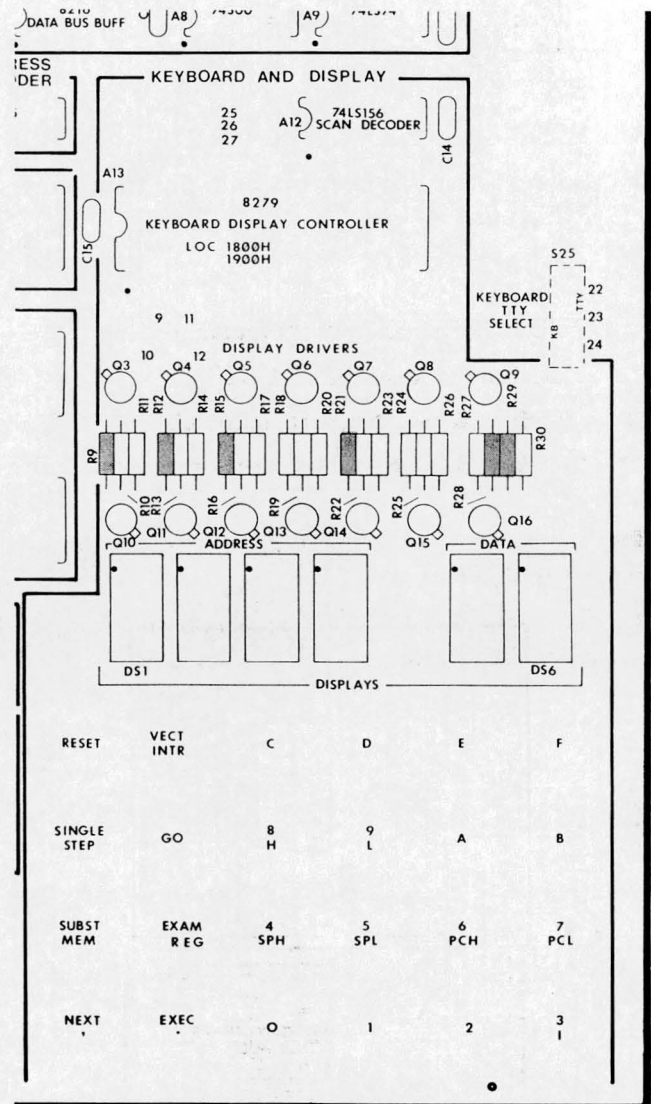 8216
DATA BUS BUFF
A8
74S00
A9
74LS74
RESS
DER
KEYBOARD AND DISPLAY
25
26
27
A12
74LS156
SCAN DECODER
C14
A13
8279
KEYBOARD DISPLAY CONTROLLER
LOC 1800H
1900H
C15
S25
KEYBOARD
TTY
SELECT
KB
TTY
22
23
24
9 11
10 12
DISPLAY DRIVERS
Q3 Q4 Q5 Q6 Q7 Q8 Q9
R11 R12 R14 R15 R17 R18 R20 R21 R23 R24 R26 R27 R29
R9
R30
R10 R13 R16 R19 R22 R25 R28
Q10 Q11 Q12 Q13 Q14 Q15 Q16
ADDRESS
DATA
DS1
DS6
DISPLAYS
RESET
VECT
INTR
C
D
E
F
SINGLE
STEP
GO
8
H
9
L
A
B
SUBST
MEM
EXAM
REG
4
SPH
5
SPL
6
PCH
7
PCL
NEXT
,
EXEC
.
0
1
2
3
I